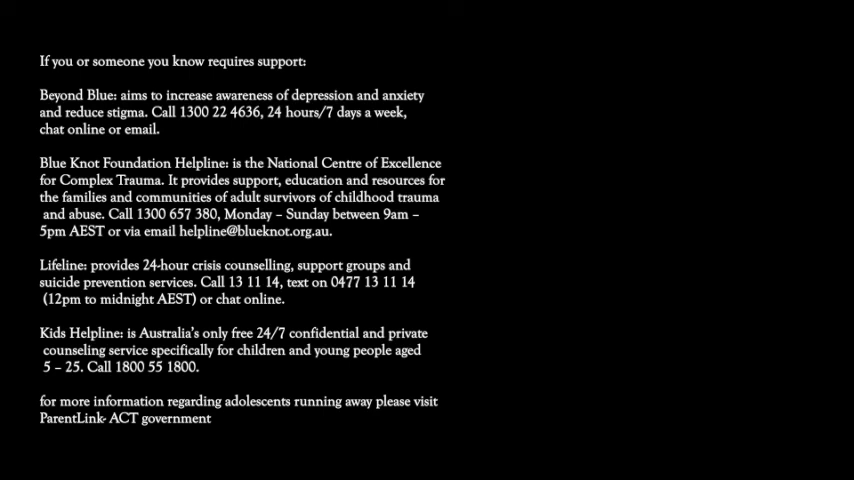 If you or someone you know requires support:
Beyond Blue: aims to increase awareness of depression and anxiety
and reduce stigma. Call 1300 22 4636, 24 hours/7 days a week,
chat online or email.
Blue Knot Foundation Helpline: is the National Centre of Excellence
for Complex Trauma. It provides support, education and resources for
the families and communities of adult survivors of childhood trauma
and abuse. Call 1300 657 380, Monday – Sunday between 9am –
5pm AEST or via email helpline@blueknot.org.au.
Lifeline: provides 24-hour crisis counselling, support groups and
suicide prevention services. Call 13 11 14, text on 0477 13 11 14
(12pm to midnight AEST) or chat online.
Kids Helpline: is Australia's only free 24/7 confidential and private
counseling service specifically for children and young people aged
5 – 25. Call 1800 55 1800.
for more information regarding adolescents running away please visit
ParentLink- ACT government